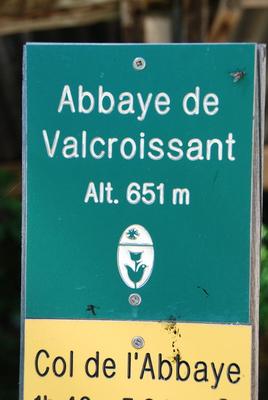 Abbaye de
Valcroissant
Alt. 651 m
Col de l'Abbaye